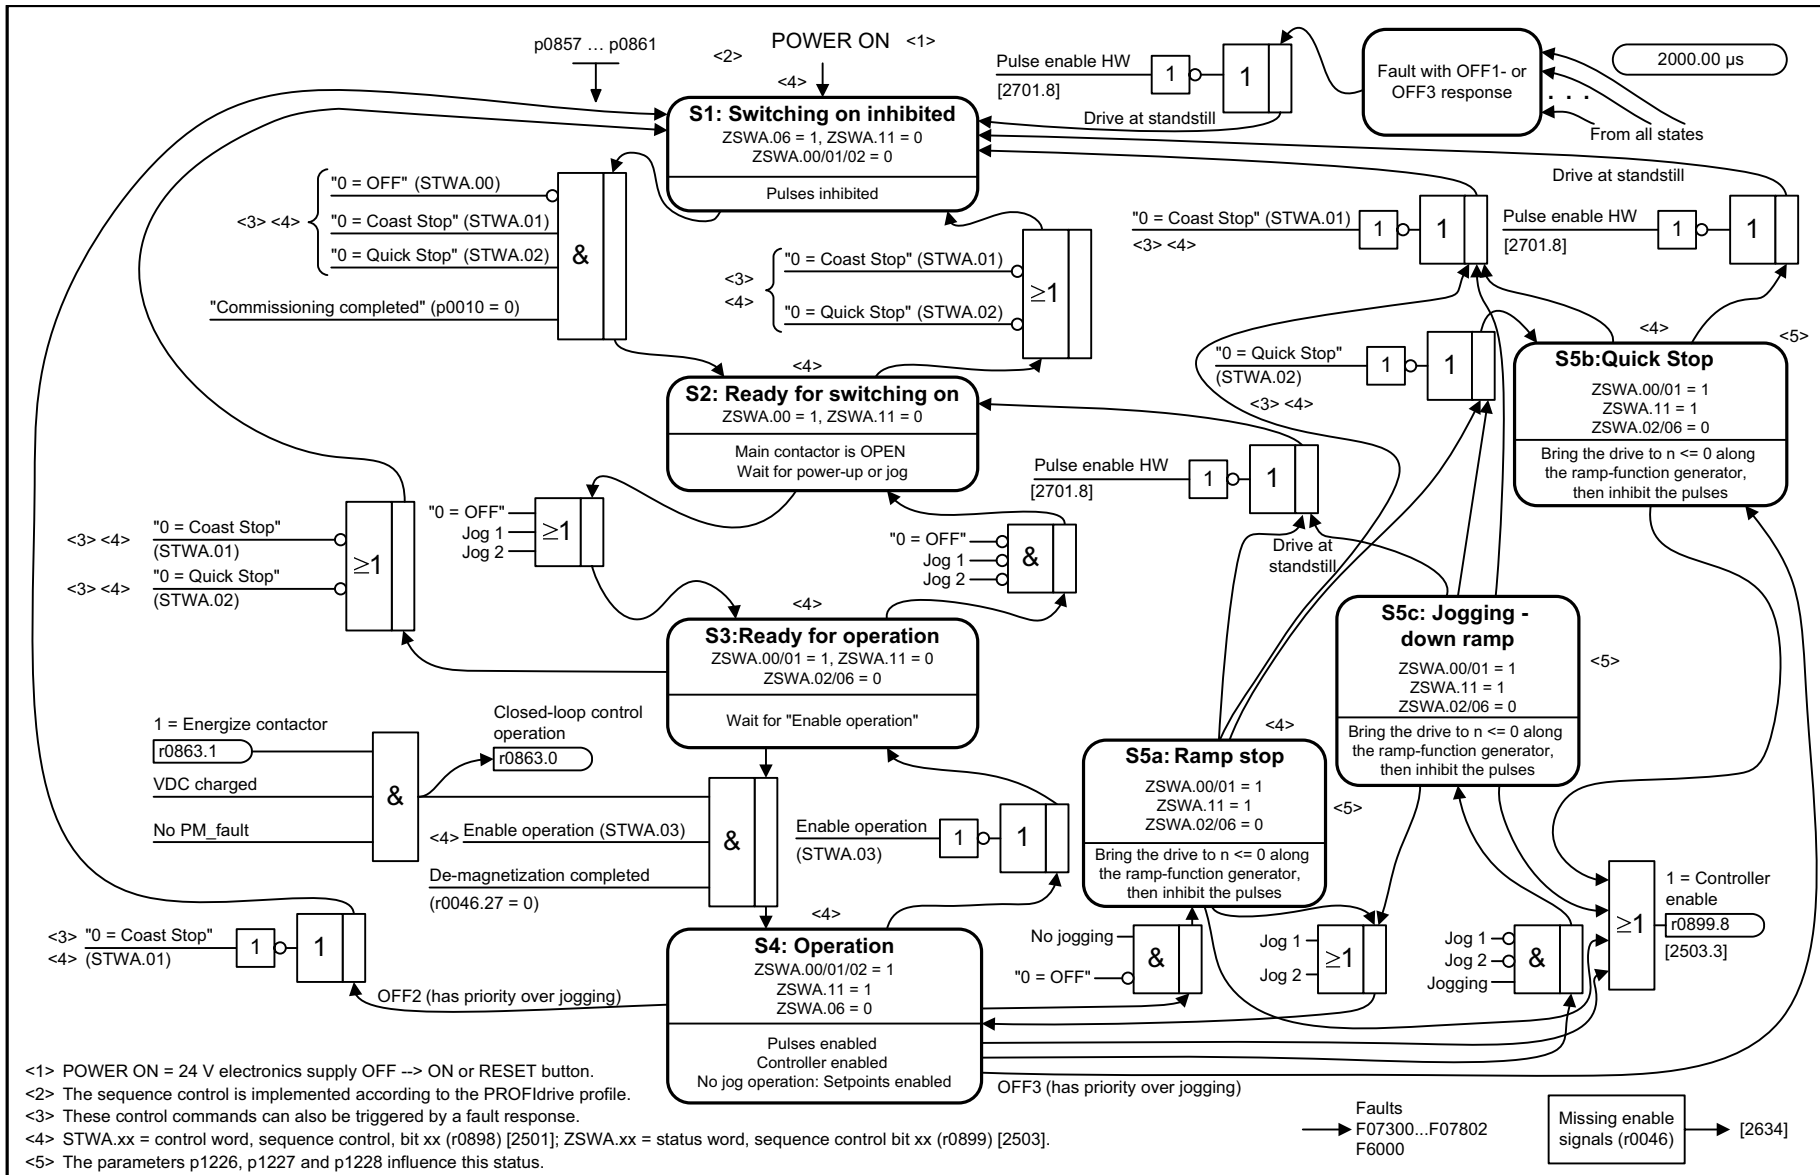 p0857 ... p0861
<2>
POWER ON <1>
<4>
S1: Switching on inhibited
ZSWA.06 = 1, ZSWA.11 = 0
ZSWA.00/01/02 = 0
Pulses inhibited
Pulse enable HW
[2701.8]
1
1
Drive at standstill
Fault with OFF1- or
OFF3 response
. . .
From all states
2000.00 µs
<3> <4>
"0 = OFF" (STWA.00)
"0 = Coast Stop" (STWA.01)
"0 = Quick Stop" (STWA.02)
"Commissioning completed" (p0010 = 0)
&
<3>
<4>
"0 = Coast Stop" (STWA.01)
"0 = Quick Stop" (STWA.02)
≥1
"0 = Coast Stop" (STWA.01)
<3> <4>
1
1
Drive at standstill
Pulse enable HW
[2701.8]
1
1
"0 = Quick Stop"
(STWA.02)
<3> <4>
1
1
<4>
<5>
S5b:Quick Stop
ZSWA.00/01 = 1
ZSWA.11 = 1
ZSWA.02/06 = 0
Bring the drive to n <= 0 along
the ramp-function generator,
then inhibit the pulses
<4>
S2: Ready for switching on
ZSWA.00 = 1, ZSWA.11 = 0
Main contactor is OPEN
Wait for power-up or jog
Pulse enable HW
[2701.8]
1
1
Drive at
standstill
"0 = OFF"
Jog 1
Jog 2
≥1
"0 = OFF"
Jog 1
Jog 2
&
<3> <4>
"0 = Coast Stop"
(STWA.01)
<3> <4>
"0 = Quick Stop"
(STWA.02)
≥1
<4>
S3:Ready for operation
ZSWA.00/01 = 1, ZSWA.11 = 0
ZSWA.02/06 = 0
Wait for "Enable operation"
S5c: Jogging -
down ramp
ZSWA.00/01 = 1
ZSWA.11 = 1
ZSWA.02/06 = 0
Bring the drive to n <= 0 along
the ramp-function generator,
then inhibit the pulses
<5>
<4>
S5a: Ramp stop
ZSWA.00/01 = 1
ZSWA.11 = 1
ZSWA.02/06 = 0
Bring the drive to n <= 0 along
the ramp-function generator,
then inhibit the pulses
<5>
1 = Energize contactor
r0863.1
VDC charged
No PM_fault
&
Closed-loop control
operation
r0863.0
<4> Enable operation (STWA.03)
De-magnetization completed
(r0046.27 = 0)
&
Enable operation
(STWA.03)
1
1
<3>
<4>
"0 = Coast Stop"
(STWA.01)
1
1
OFF2 (has priority over jogging)
<4>
S4: Operation
ZSWA.00/01/02 = 1
ZSWA.11 = 1
ZSWA.06 = 0
Pulses enabled
Controller enabled
No jog operation: Setpoints enabled
No jogging
"0 = OFF"
&
Jog 1
Jog 2
≥1
Jog 1
Jog 2
Jogging
&
≥1
1 = Controller
enable
r0899.8
[2503.3]
OFF3 (has priority over jogging)
<1> POWER ON = 24 V electronics supply OFF --> ON or RESET button.
<2> The sequence control is implemented according to the PROFIdrive profile.
<3> These control commands can also be triggered by a fault response.
<4> STWA.xx = control word, sequence control, bit xx (r0898) [2501]; ZSWA.xx = status word, sequence control bit xx (r0899) [2503].
<5> The parameters p1226, p1227 and p1228 influence this status.
Faults
F07300...F07802
F6000
Missing enable
signals (r0046)
[2634]